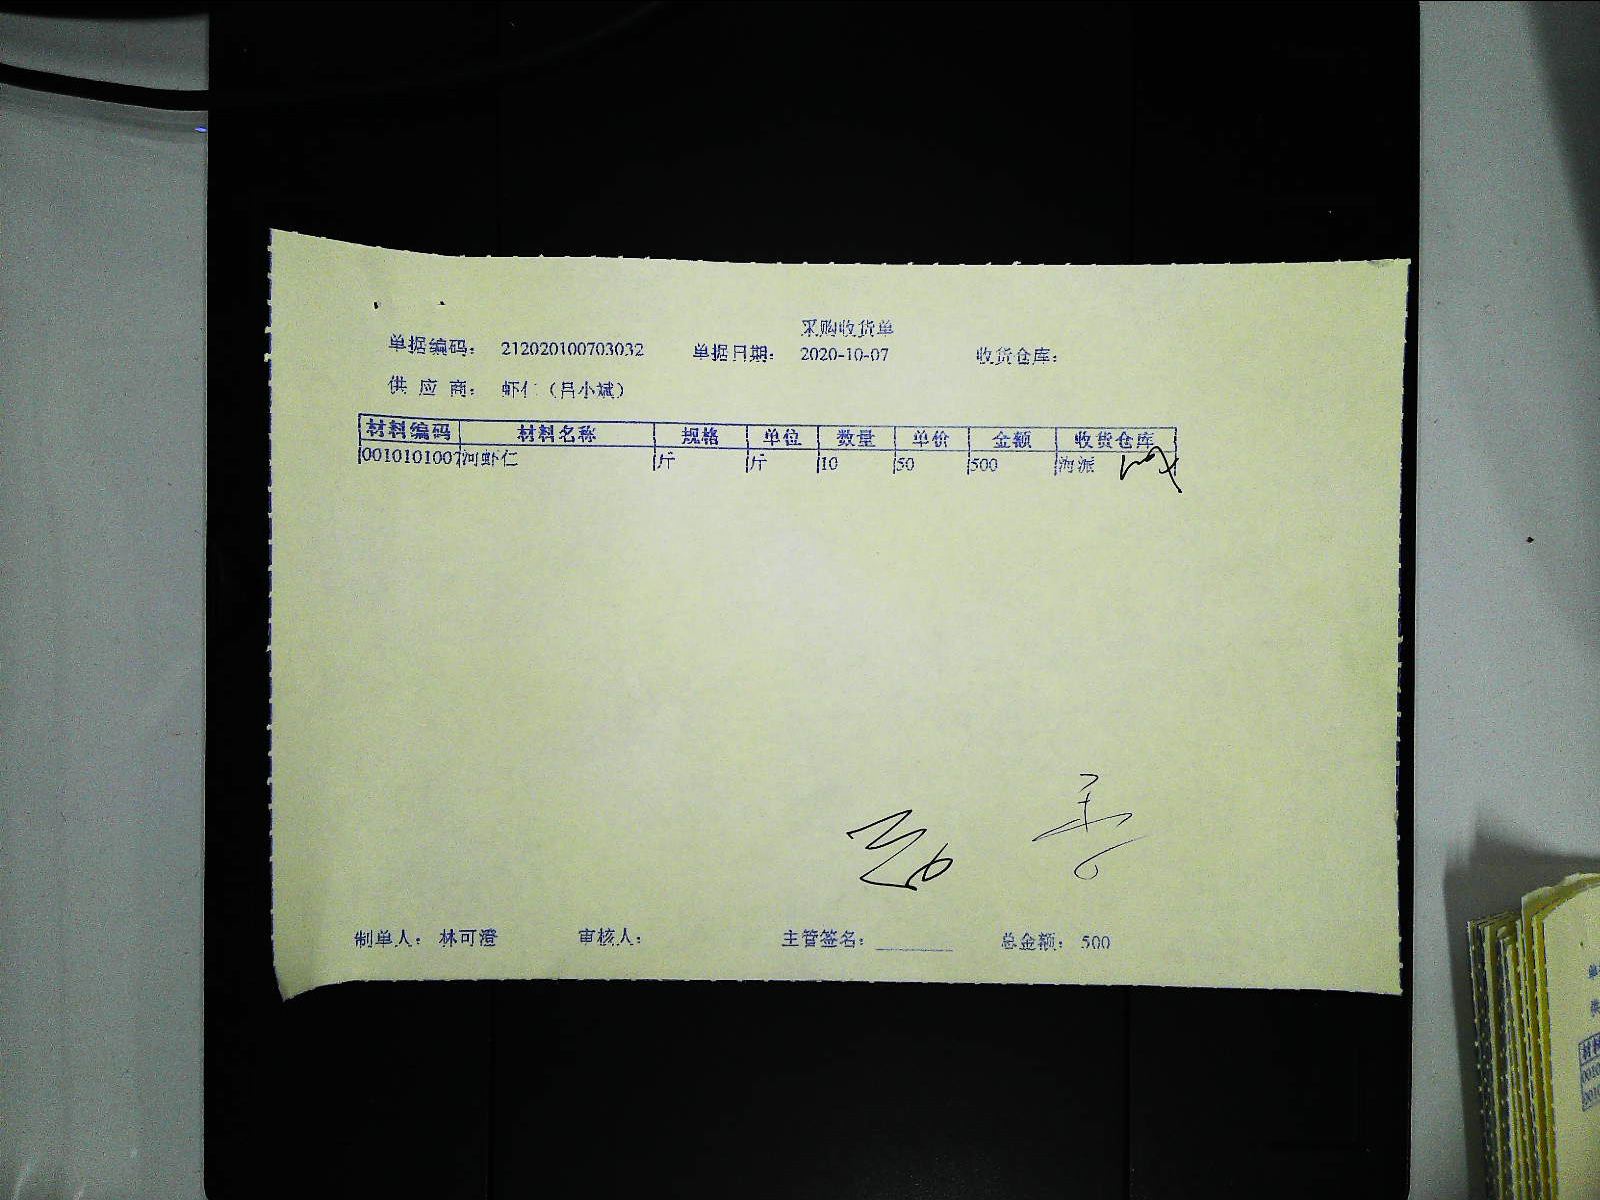 采购收货单
单据编码： 212020100703032 单据日期： 2020-10-07 收货仓库：
供 应 商： 虾仁（吕小斌）
材料编码 材料名称 规格 单位 数量 单价 金额 收货仓库
0010101007 河虾仁 斤 斤 10 50 500 海派
制单人： 林可澄 审核人： 主管签名： ________ 总金额： 500